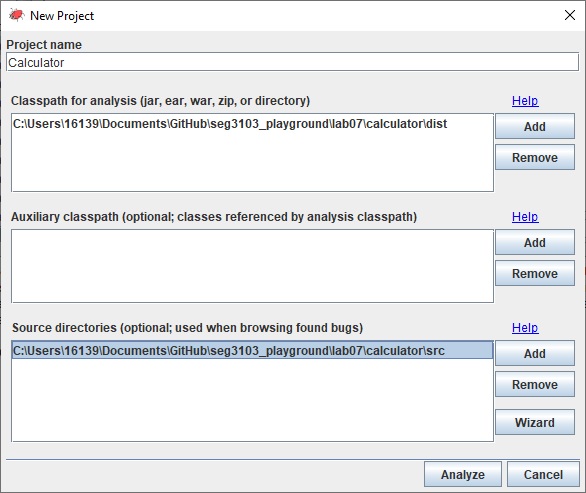 New Project
Project name
Calculator
Classpath for analysis (jar, ear, war, zip, or directory) Help
C:\Users\16139\Documents\GitHub\seg3103_playground\lab07\calculator\dist
Add
Remove
Auxiliary classpath (optional; classes referenced by analysis classpath) Help
Add
Remove
Source directories (optional; used when browsing found bugs) Help
C:\Users\16139\Documents\GitHub\seg3103_playground\lab07\calculator\src
Add
Remove
Wizard
Analyze Cancel